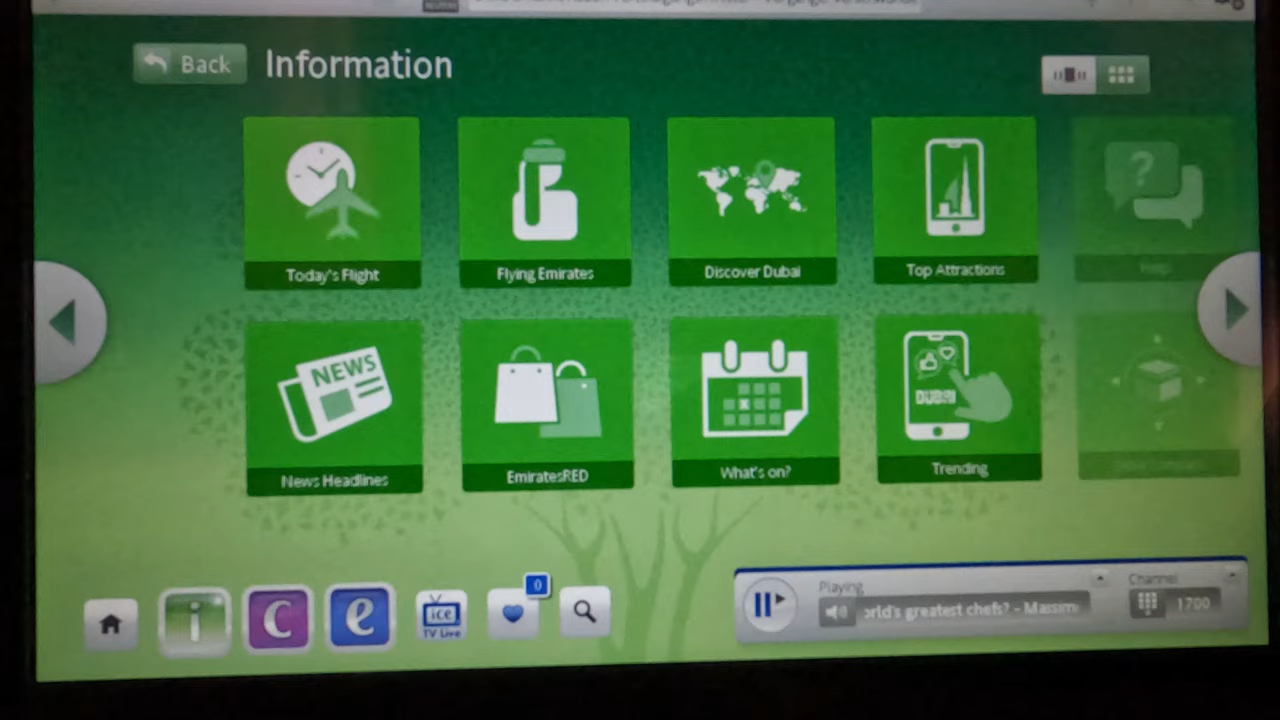 Back
Information
Today's Flight
Flying Emirates
Discover Dubai
Top Attractions
?
NEWS
X
DUBAI
News Headlines
EmiratesRED
What's on?
Trending
i
C
e
ice
TV Live
0
Playing
orld's greatest chefs? - Massim
Channel
1700